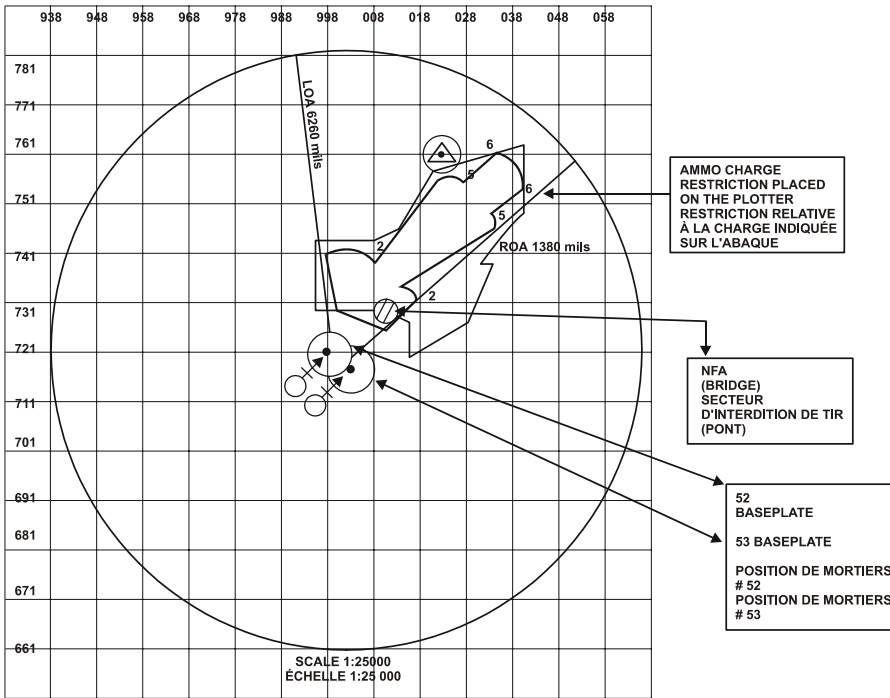 938 948 958 968 978 988 998 008 018 028 038 048 058
781
771
761
751
741
731
721
711
701
691
681
671
661
LOA 6260 mils
6
5
6
5
2
ROA 1380 mils
2
AMMO CHARGE
RESTRICTION PLACED
ON THE PLOTTER
RESTRICTION RELATIVE
À LA CHARGE INDIQUÉE
SUR L'ABAQUE
NFA
(BRIDGE)
SECTEUR
D'INTERDITION DE TIR
(PONT)
52
BASEPLATE
53 BASEPLATE
POSITION DE MORTIERS
# 52
POSITION DE MORTIERS
# 53
SCALE 1:25000
ÉCHELLE 1:25 000